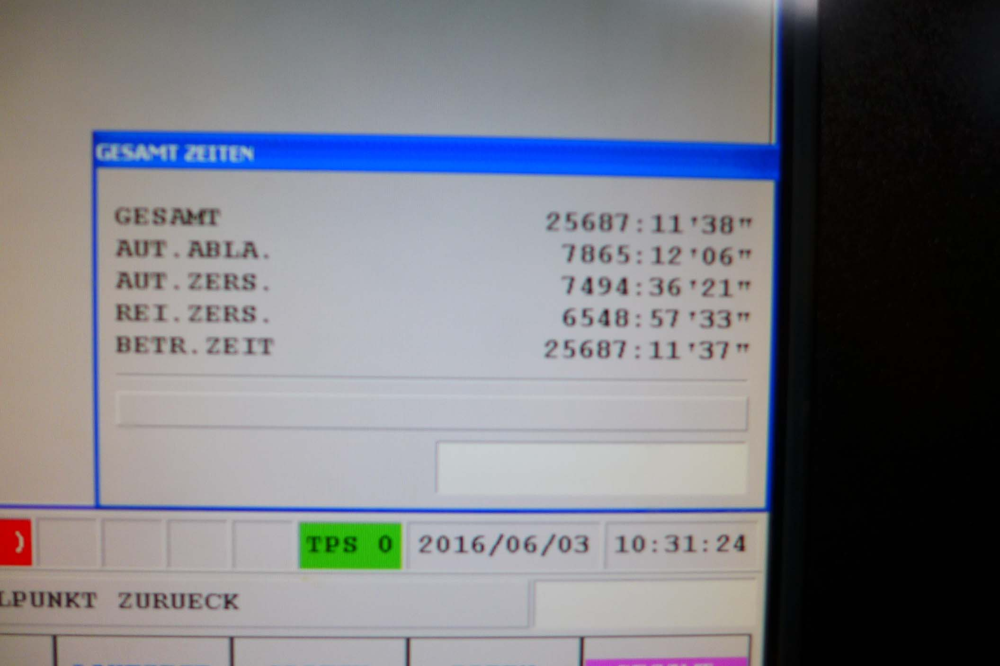 GESAMT ZEITEN
GESAMT 25687:11'38"
AUT.ABLA. 7865:12'06"
AUT.ZERS. 7494:36'21"
REI.ZERS. 6548:57'33"
BETR.ZEIT 25687:11'37"
) TPS 0 2016/06/03 10:31:24
LPUNKT ZURUECK